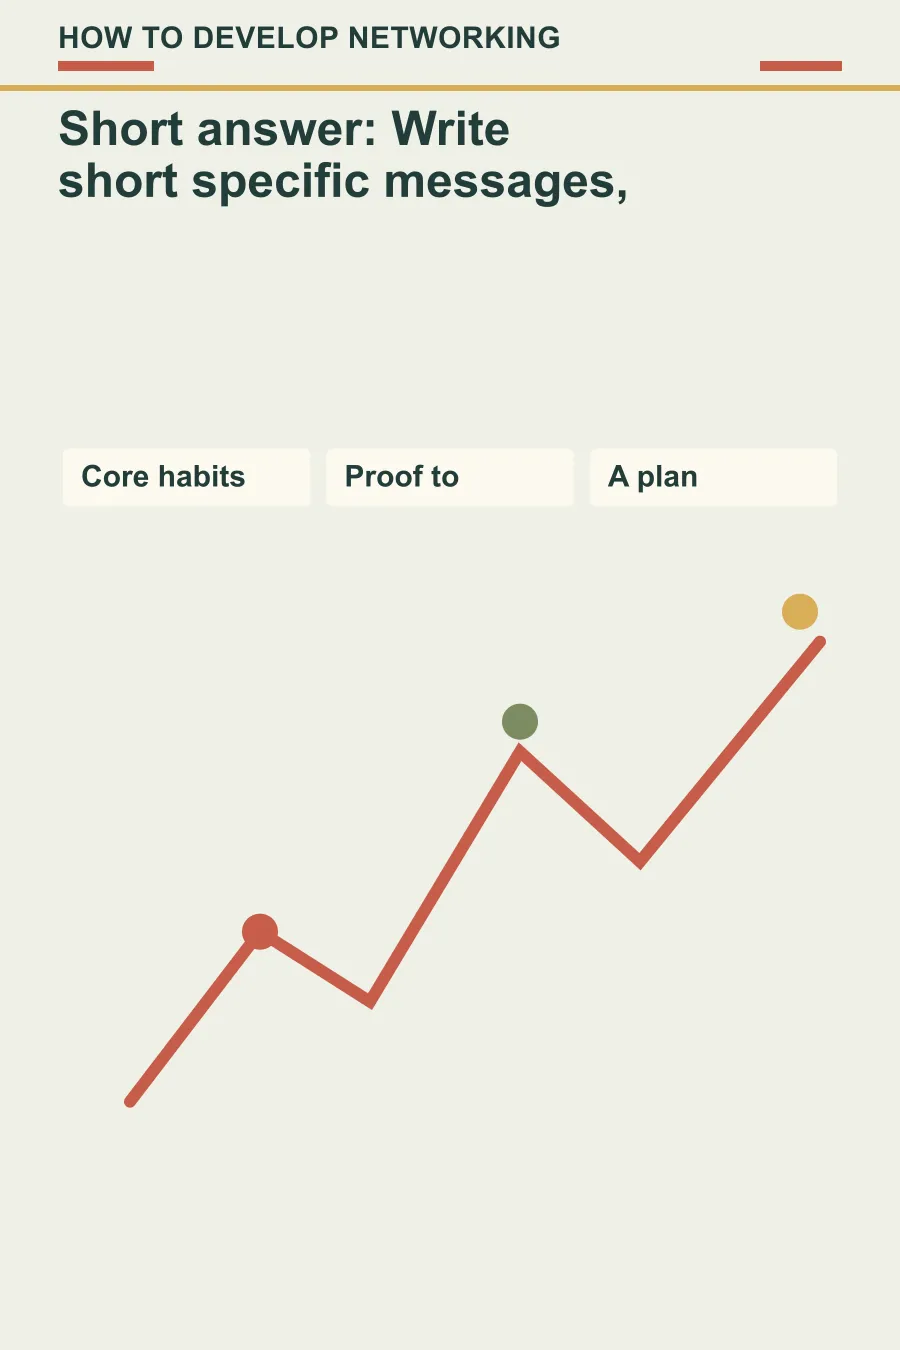 HOW TO DEVELOP NETWORKING
Short answer: Write
short specific messages,
Core habits
Proof to
A plan